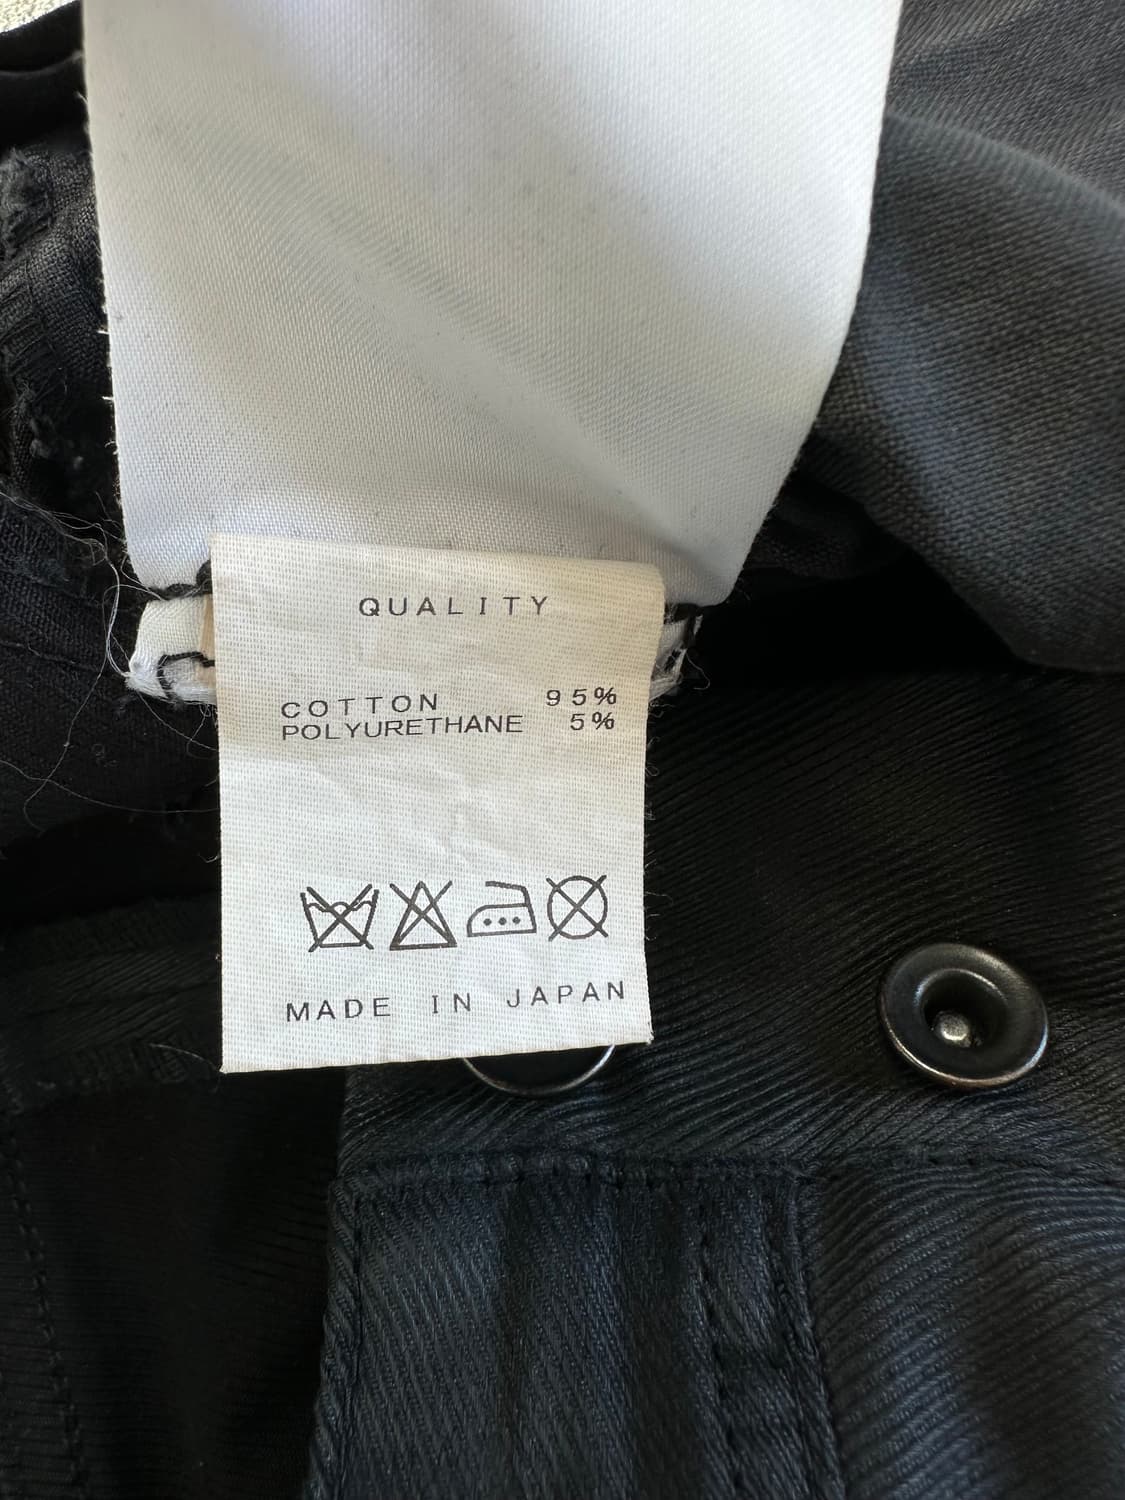 QUALITY
COTTON 95%
POLYURETHANE 5%
MADE IN JAPAN